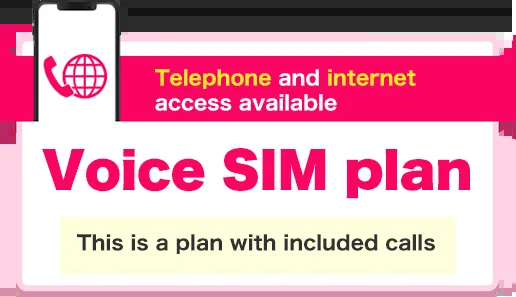 Telephone and internet
access available
Voice SIM plan
This is a plan with included calls